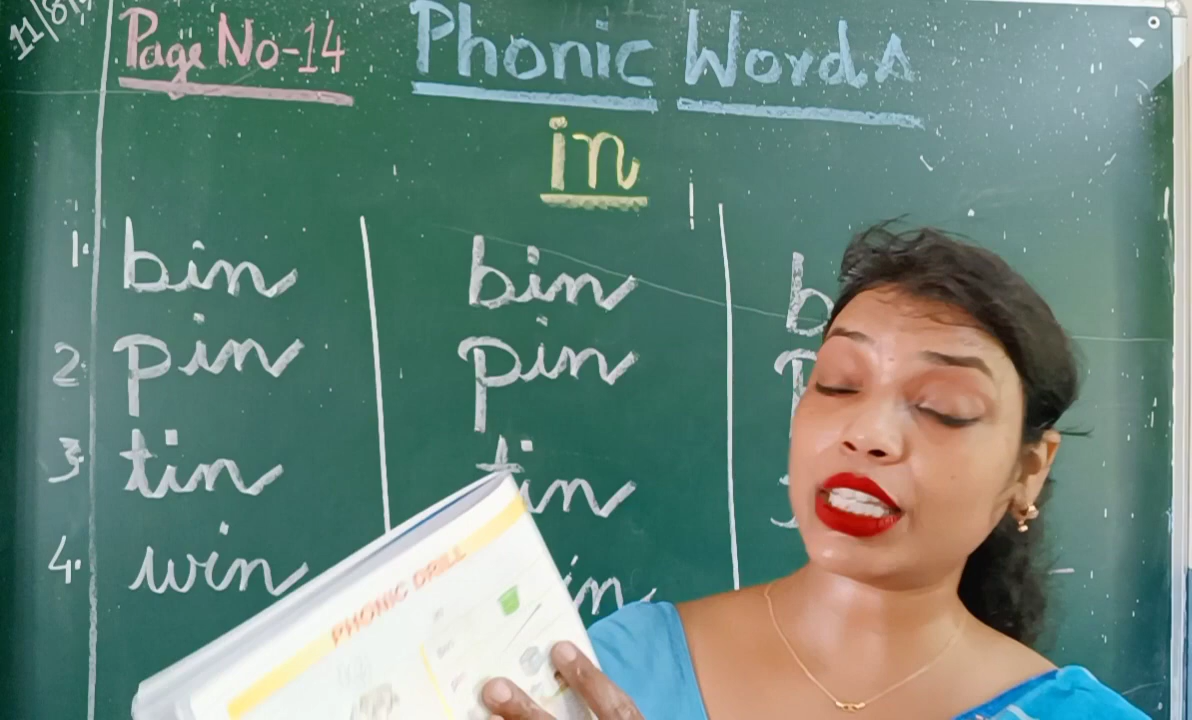 Page No-14
Phonic Words
in
1. bin bin b
2. pin pin p
3. tin tin
4. win in
PHONIC DRILL